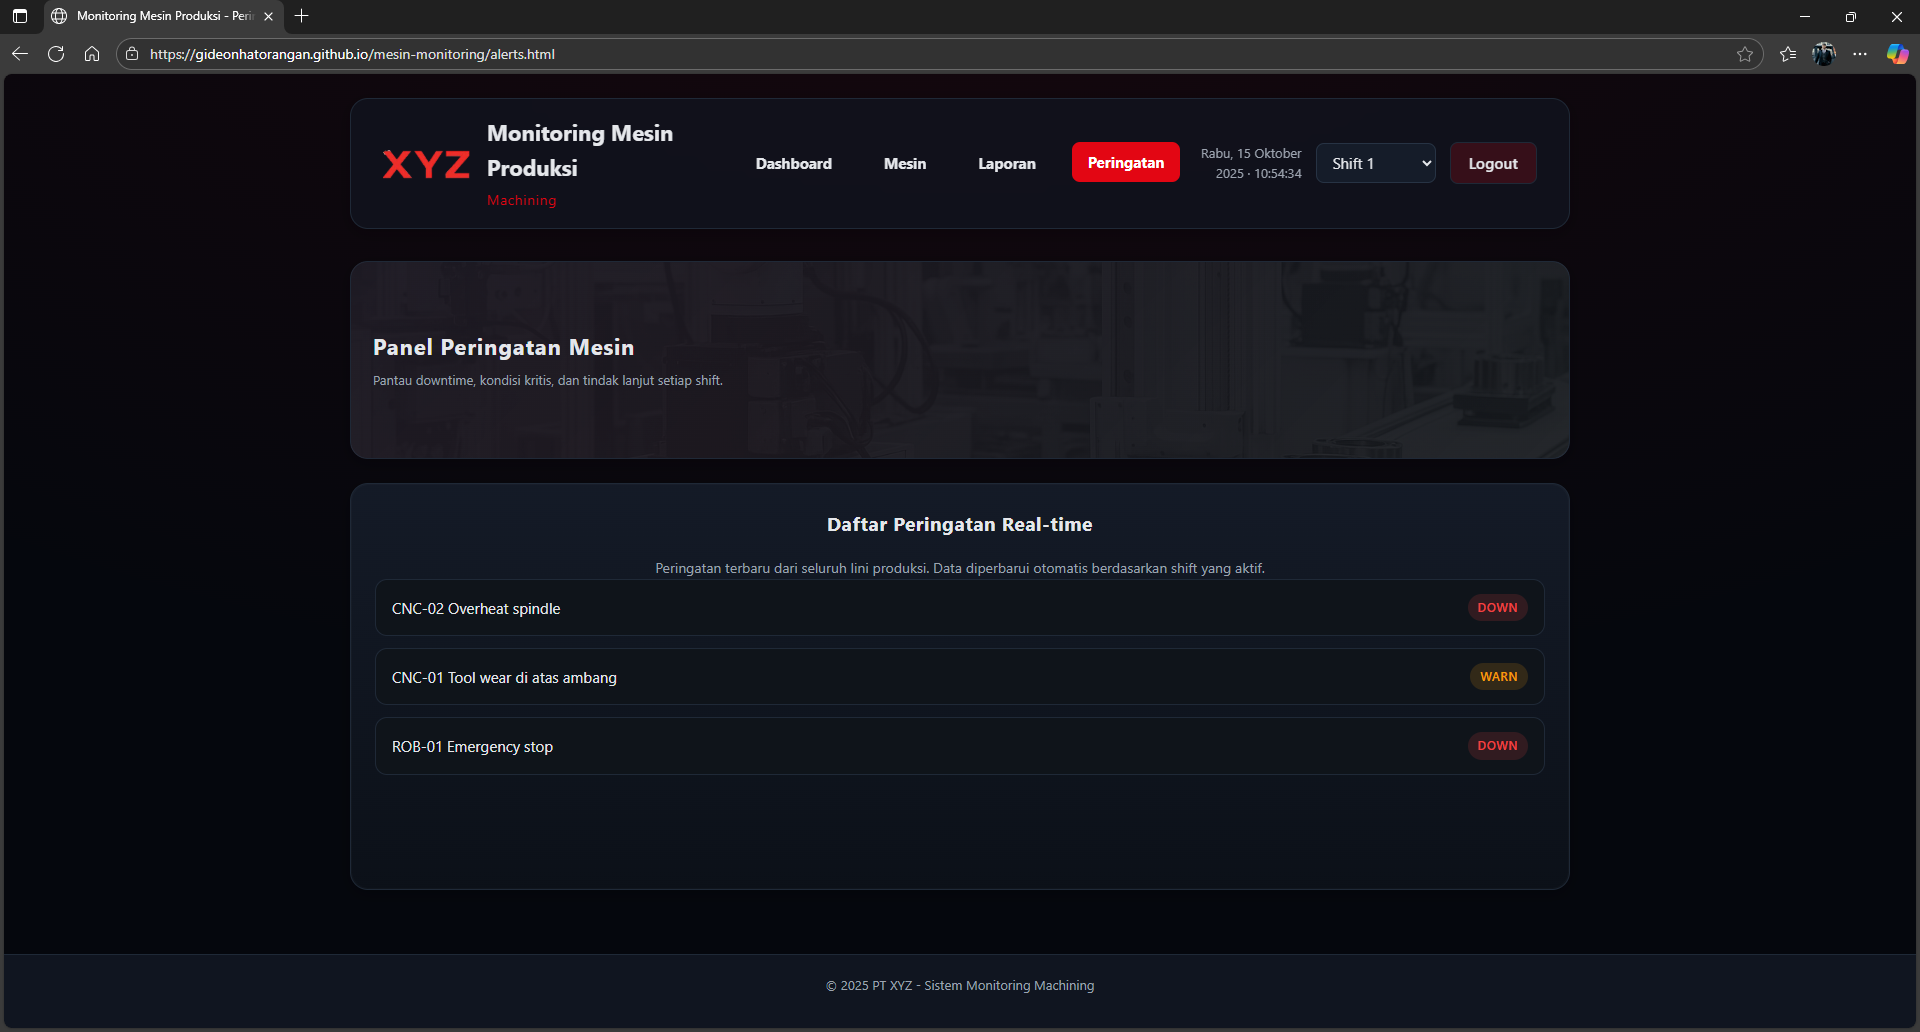 Monitoring Mesin Produksi - Peri
https://gideonhatorangan.github.io/mesin-monitoring/alerts.html
XYZ
Monitoring Mesin
Produksi
Machining
Dashboard
Mesin
Laporan
Peringatan
Rabu, 15 Oktober
2025 · 10:54:34
Shift 1
Logout
Panel Peringatan Mesin
Pantau downtime, kondisi kritis, dan tindak lanjut setiap shift.
Daftar Peringatan Real-time
Peringatan terbaru dari seluruh lini produksi. Data diperbarui otomatis berdasarkan shift yang aktif.
CNC-02 Overheat spindle
DOWN
CNC-01 Tool wear di atas ambang
WARN
ROB-01 Emergency stop
DOWN
© 2025 PT XYZ - Sistem Monitoring Machining